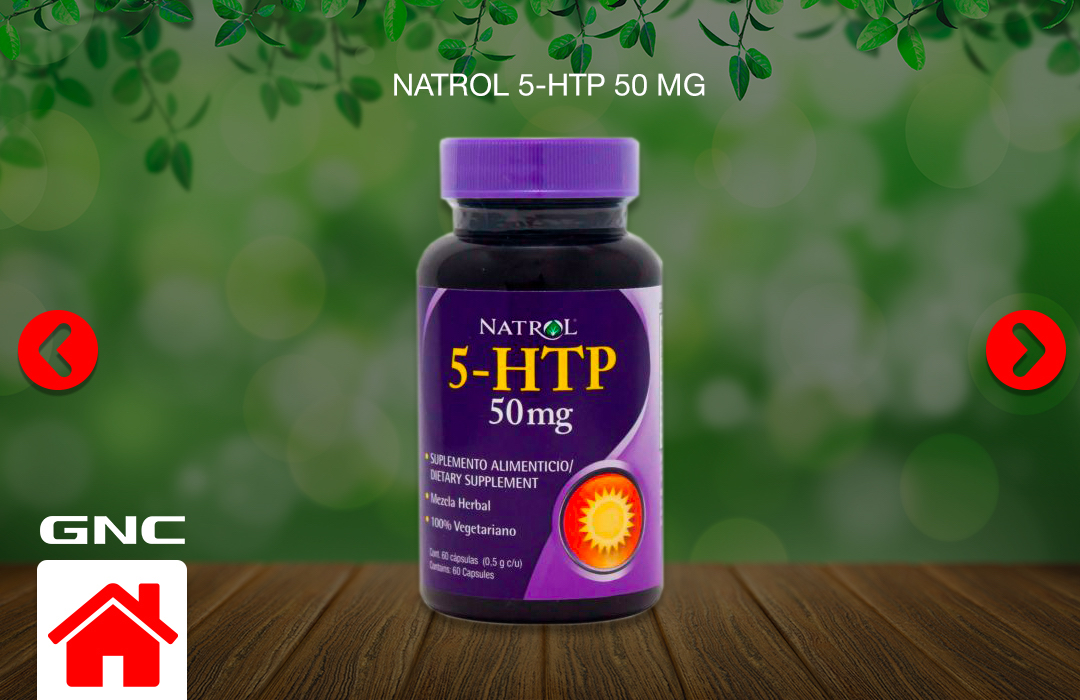 NATROL 5-HTP 50 MG
NATROL
5-HTP
50mg
• SUPLEMENTO ALIMENTICIO/
DIETARY SUPPLEMENT
• Mezcla Herbal
• 100% Vegetariano
Cont. 60 cápsulas (0,5 g c/u)
Contains: 60 Capsules
GNC